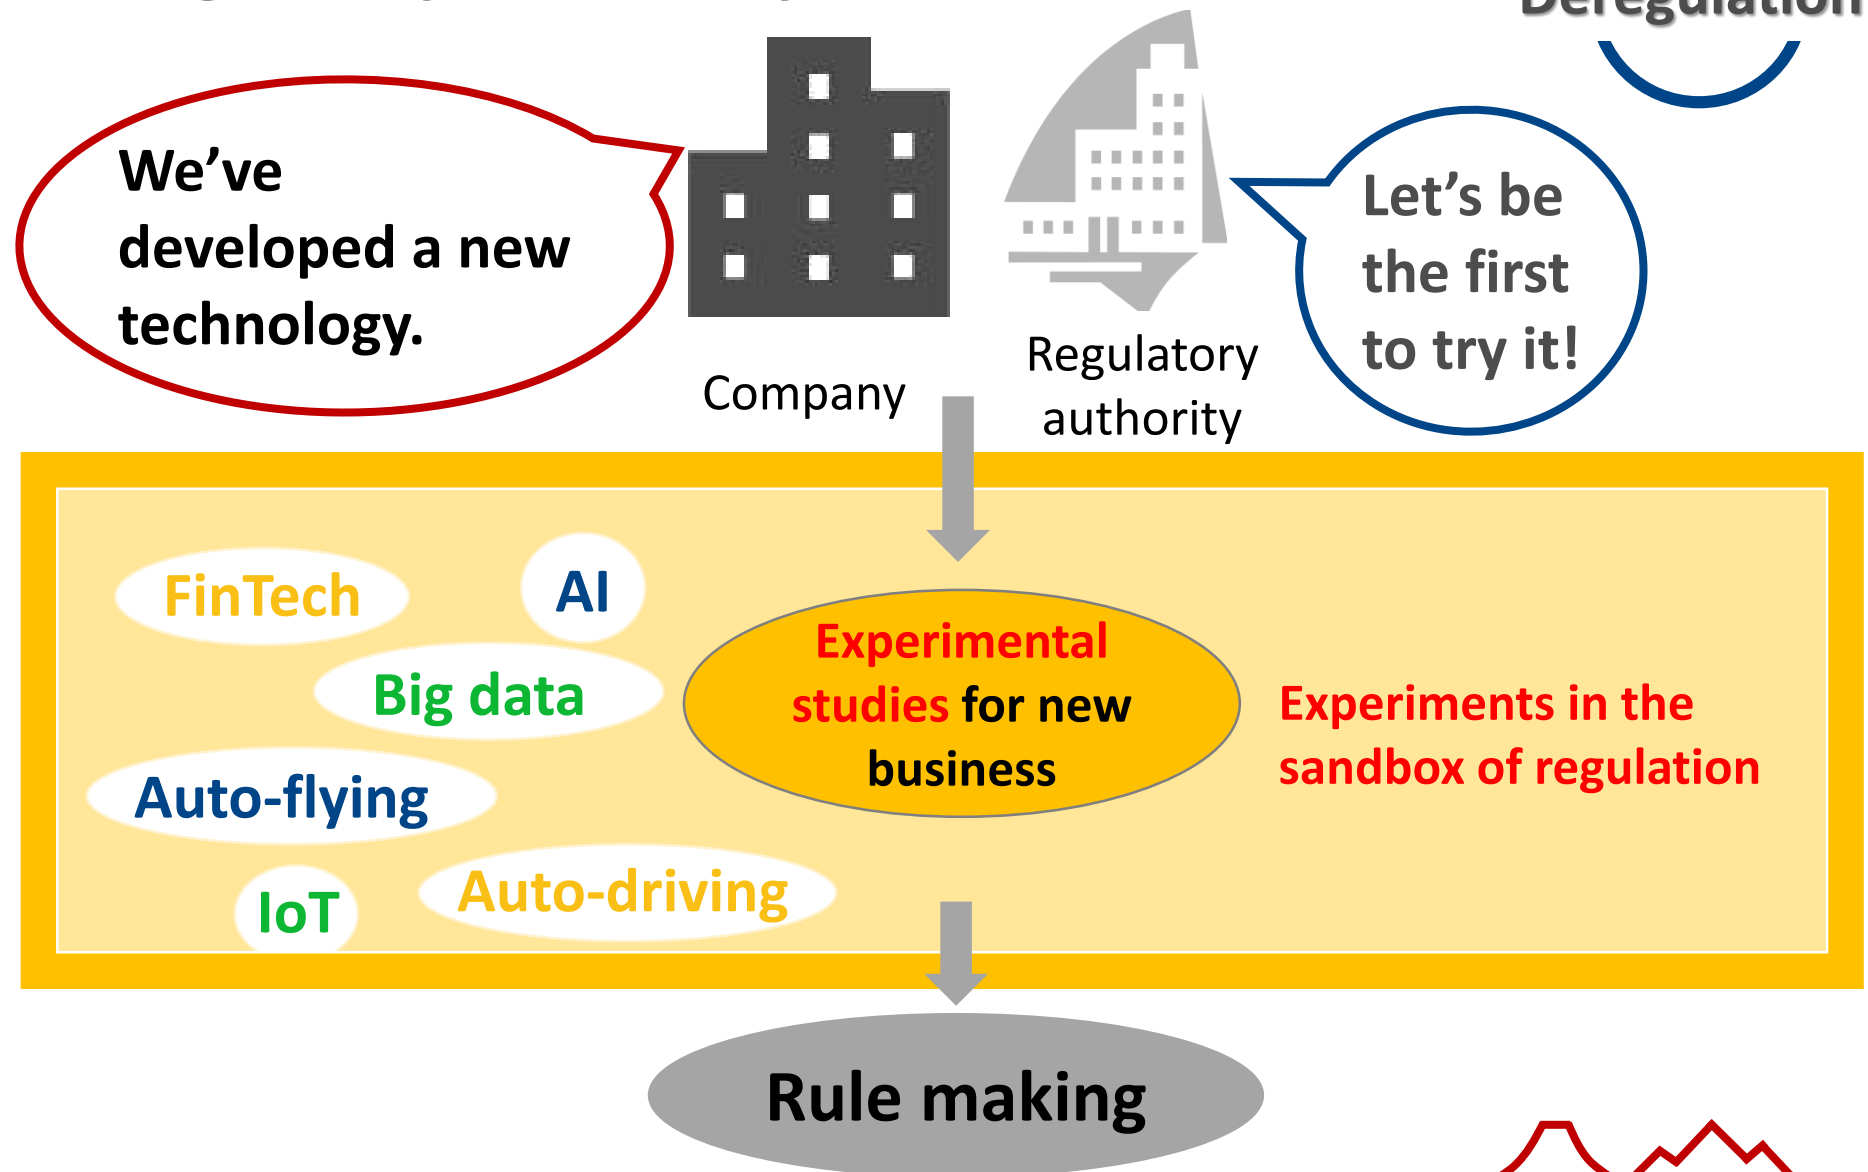 Deregulation
We've
developed a new
technology.
Let's be
the first
to try it!
Company
Regulatory
authority
FinTech
AI
Big data
Auto-flying
IoT
Auto-driving
Experimental
studies for new
business
Experiments in the
sandbox of regulation
Rule making